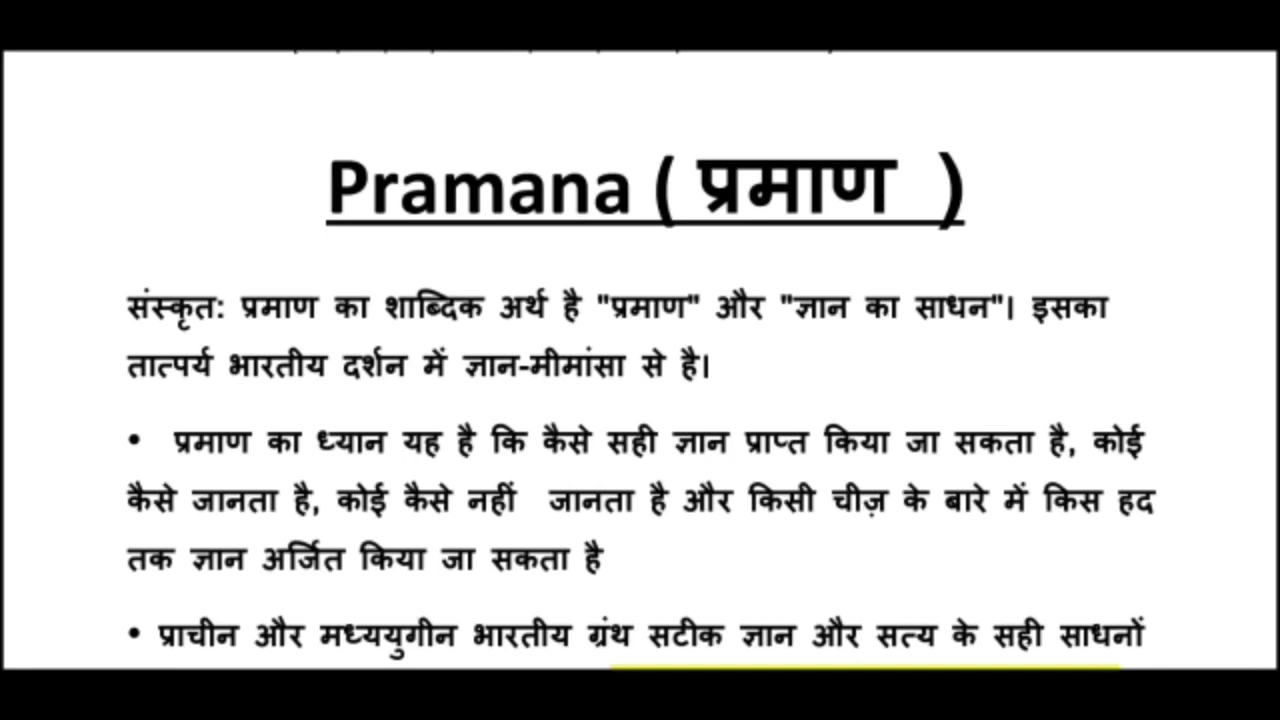 Pramana ( प्रमाण )
संस्कृत: प्रमाण का शाब्दिक अर्थ है "प्रमाण" और "ज्ञान का साधन"। इसका
तात्पर्य भारतीय दर्शन में ज्ञान-मीमांसा से है।
• प्रमाण का ध्यान यह है कि कैसे सही ज्ञान प्राप्त किया जा सकता है, कोई
कैसे जानता है, कोई कैसे नहीं जानता है और किसी चीज़ के बारे में किस हद
तक ज्ञान अर्जित किया जा सकता है
• प्राचीन और मध्ययुगीन भारतीय ग्रंथ सटीक ज्ञान और सत्य के सही साधनों